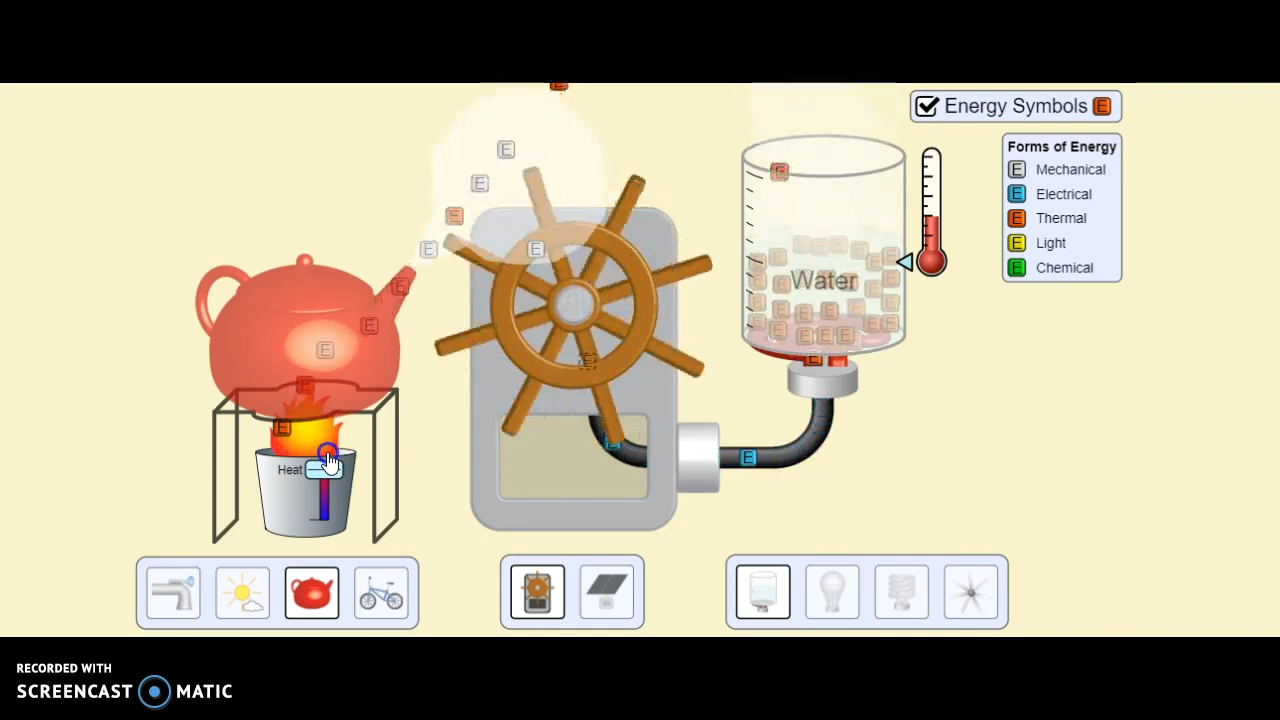 Energy Symbols E
Forms of Energy
E Mechanical
E Electrical
E Thermal
E Light
E Chemical
Water
Heat
RECORDED WITH
SCREENCAST MATIC